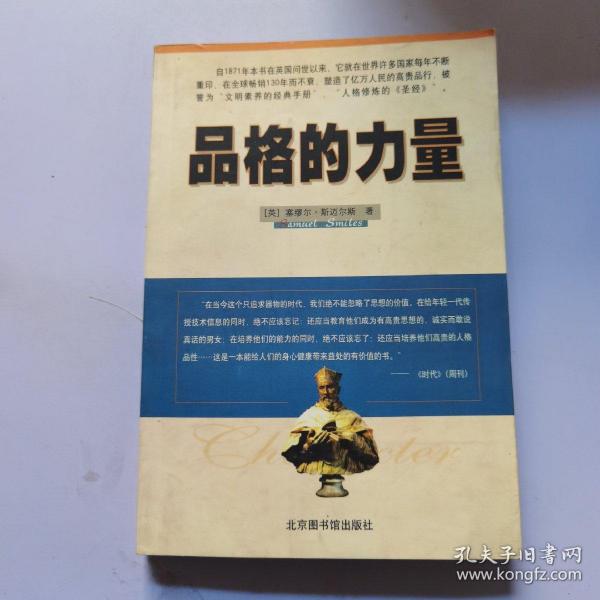 自1871年本书在英国问世以来，它就在世界许多国家每年不断
重印，在全球畅销130年而不衰，塑造了亿万人民的高贵品行，被
誉为“文明素养的经典手册”、“人格修炼的《圣经》”。
品格的力量
［英］塞缪尔·斯迈尔斯 著
Samuel Smiles
“在当今这个只追求器物的时代，我们绝不能忽略了思想的价值。在给年轻一代传
授技术信息的同时，绝不应该忘记：还应当教育他们成为有高贵思想的、诚实而敢说
真话的男女，在培养他们的能力的同时，绝不应该忘了：还应当培养他们高贵的人格
品性……这是一本能给人们的身心健康带来益处的有价值的书。”
——《时代》（周刊）
Character
北京图书馆出版社
孔夫子旧书网
www.kongfz.com